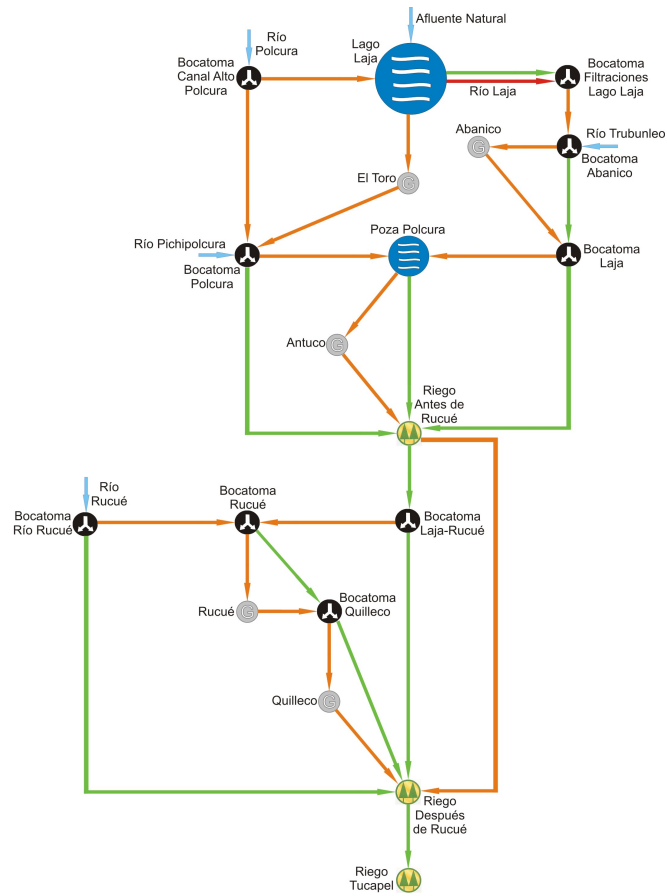 Afluente Natural
Río
Polcura
Lago
Laja
Bocatoma
Canal Alto
Polcura
Río Laja
Bocatoma
Filtraciones
Lago Laja
Abanico
G
Río Trubunleo
Bocatoma
Abanico
El Toro
G
Río Pichipolcura
Bocatoma
Polcura
Poza Polcura
Bocatoma
Laja
Antuco
G
Riego
Antes de
Rucué
Río
Rucué
Bocatoma
Río Rucué
Bocatoma
Rucué
Bocatoma
Laja-Rucué
Rucué
G
Bocatoma
Quilleco
Quilleco
G
Riego
Después
de Rucué
Riego
Tucapel